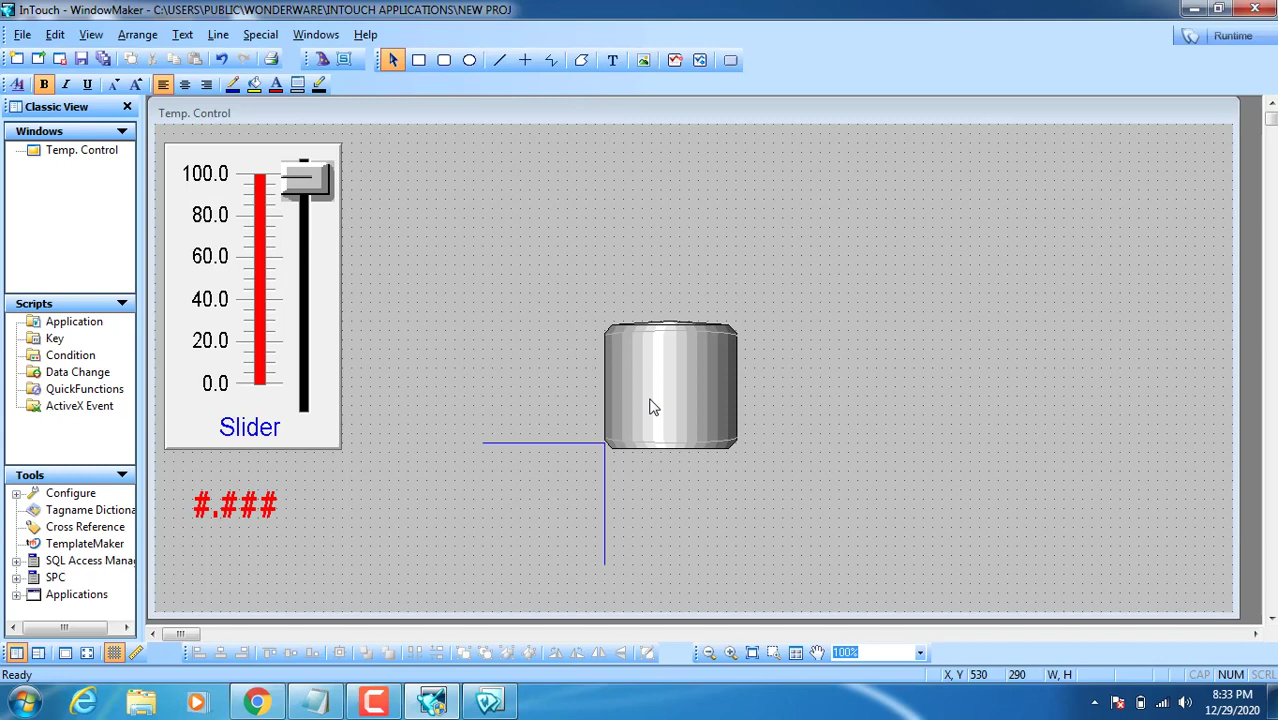 InTouch - WindowMaker - C:\USERS\PUBLIC\WONDERWARE\INTOUCH APPLICATIONS\NEW PROJ
File Edit View Arrange Text Line Special Windows Help
Runtime
Classic View
Windows
Temp. Control
Scripts
Application
Key
Condition
Data Change
QuickFunctions
ActiveX Event
Tools
Configure
Tagname Dictiona
Cross Reference
TemplateMaker
SQL Access Mana
SPC
Applications
Temp. Control
100.0
80.0
60.0
40.0
20.0
0.0
Slider
#.###
100%
Ready
X, Y 530 290 W, H CAP NUM SCRL
8:33 PM
12/29/2020